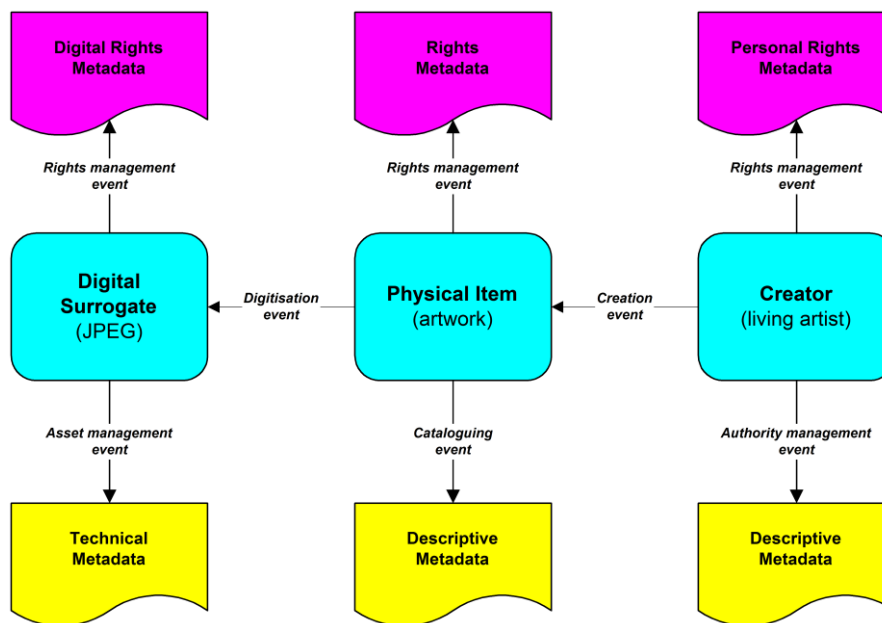 Digital Rights
Metadata
Rights
Metadata
Personal Rights
Metadata
Rights management
event
Rights management
event
Rights management
event
Digital
Surrogate
(JPEG)
Digitisation
event
Physical Item
(artwork)
Creation
event
Creator
(living artist)
Asset management
event
Cataloguing
event
Authority management
event
Technical
Metadata
Descriptive
Metadata
Descriptive
Metadata